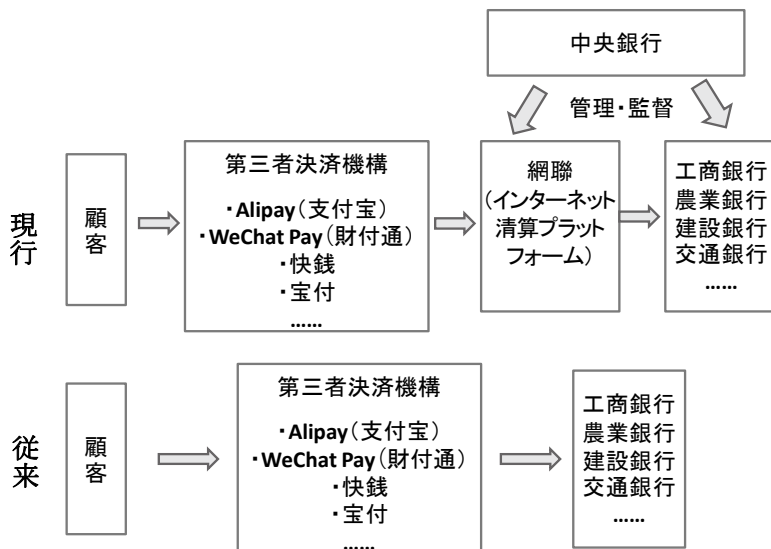 中央銀行
管理・監督
現行
顧客
第三者決済機構
・Alipay(支付宝)
・WeChat Pay(財付通)
・快銭
・宝付
……
網聯
(インターネット
清算プラット
フォーム)
工商銀行
農業銀行
建設銀行
交通銀行
……
従来
顧客
第三者決済機構
・Alipay(支付宝)
・WeChat Pay(財付通)
・快銭
・宝付
……
工商銀行
農業銀行
建設銀行
交通銀行
……